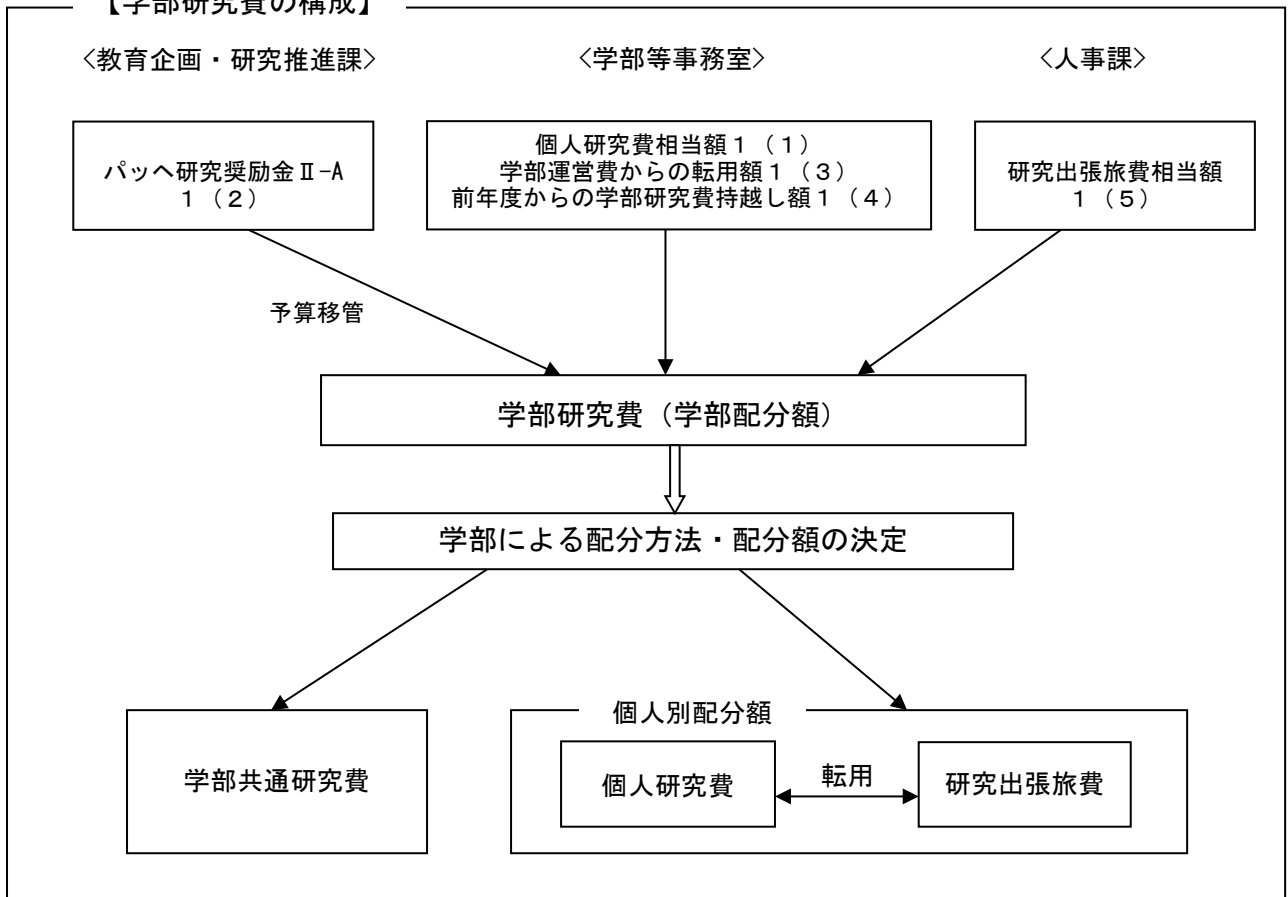 【学部研究費の構成】
〈教育企画・研究推進課〉
〈学部等事務室〉
〈人事課〉
パッヘ研究奨励金Ⅱ-A
1（2）
個人研究費相当額1（1）
学部運営費からの転用額1（3）
前年度からの学部研究費持越し額1（4）
研究出張旅費相当額
1（5）
予算移管
学部研究費（学部配分額）
学部による配分方法・配分額の決定
学部共通研究費
個人別配分額
個人研究費
転用
研究出張旅費